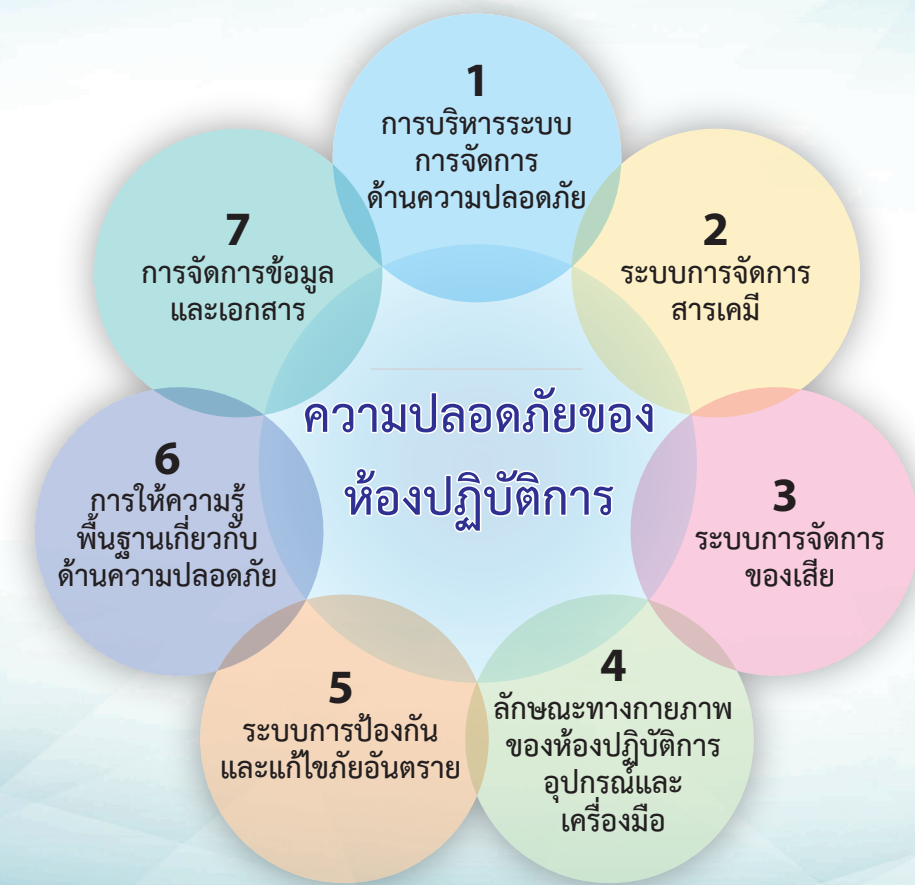 1
การบริหารระบบ
การจัดการ
ด้านความปลอดภัย
2
ระบบการจัดการ
สารเคมี
3
ระบบการจัดการ
ของเสีย
4
ลักษณะทางกายภาพ
ของห้องปฏิบัติการ
อุปกรณ์และ
เครื่องมือ
5
ระบบการป้องกัน
และแก้ไขภัยอันตราย
6
การให้ความรู้
พื้นฐานเกี่ยวกับ
ด้านความปลอดภัย
7
การจัดการข้อมูล
และเอกสาร
ความปลอดภัยของ
ห้องปฏิบัติการ